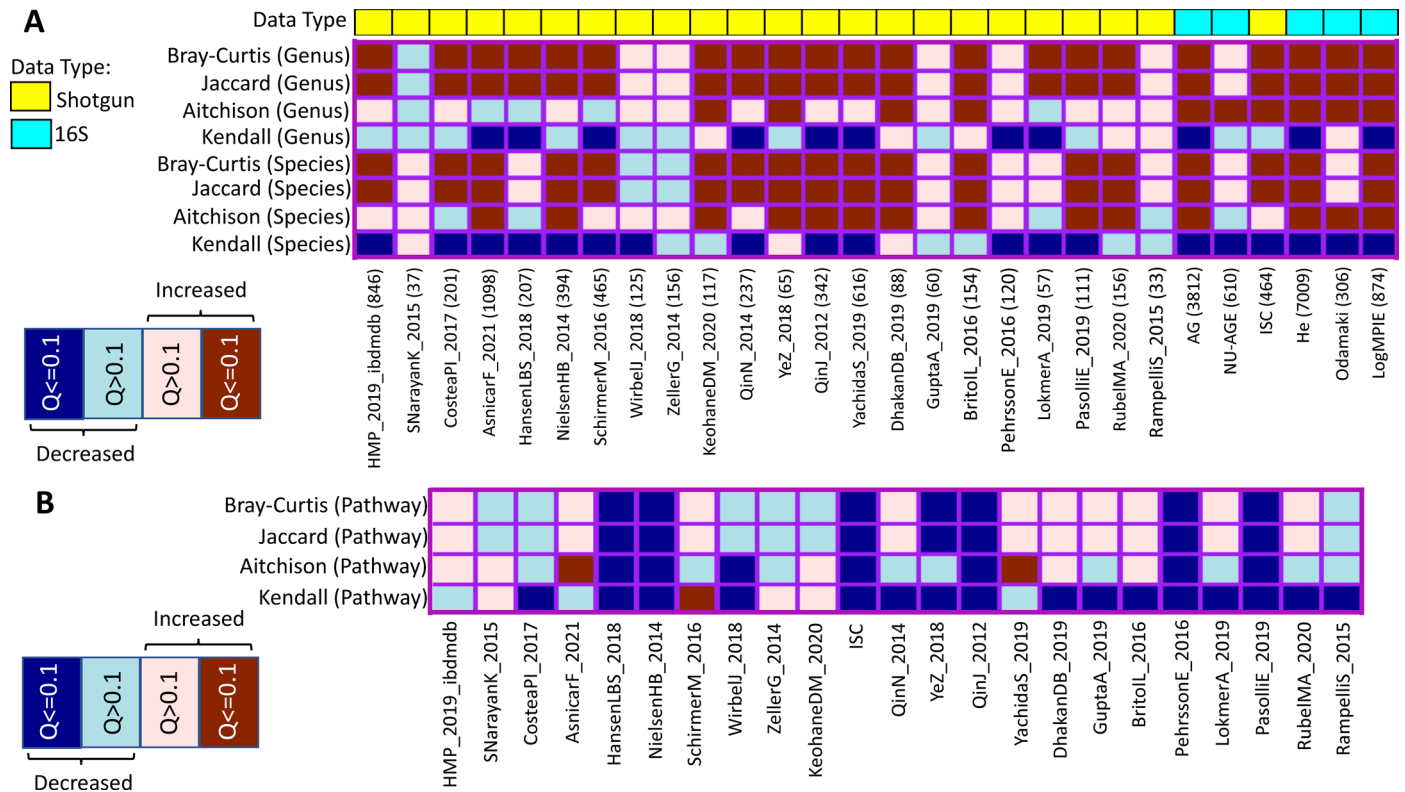 A
Data Type
Data Type:
Shotgun
16S
Bray-Curtis (Genus)
Jaccard (Genus)
Aitchison (Genus)
Kendall (Genus)
Bray-Curtis (Species)
Jaccard (Species)
Aitchison (Species)
Kendall (Species)
HMP_2019_ibdmdb (846)
SNarayanK_2015 (37)
CosteaPI_2017 (201)
AsnicarF_2021 (1098)
HansenLBS_2018 (207)
NielsenHB_2014 (394)
SchirmerM_2016 (465)
WirbelJ_2018 (125)
ZellerG_2014 (156)
KeohaneDM_2020 (117)
QinN_2014 (237)
YeZ_2018 (65)
QinJ_2012 (342)
YachidaS_2019 (616)
DhakanDB_2019 (88)
GuptaA_2019 (60)
BritolL_2016 (154)
PehrssonE_2016 (120)
LokmerA_2019 (57)
PasolliE_2019 (111)
RubelMA_2020 (156)
RampelliS_2015 (33)
AG (3812)
NU-AGE (610)
ISC (464)
He (7009)
Odamaki (306)
LogMPIE (874)
Increased
Q<=0.1
Q>0.1
Q>0.1
Q<=0.1
Decreased
B
Bray-Curtis (Pathway)
Jaccard (Pathway)
Aitchison (Pathway)
Kendall (Pathway)
HMP_2019_ibdmdb
SNarayanK_2015
CosteaPI_2017
AsnicarF_2021
HansenLBS_2018
NielsenHB_2014
SchirmerM_2016
WirbelJ_2018
ZellerG_2014
KeohaneDM_2020
ISC
QinN_2014
YeZ_2018
QinJ_2012
YachidaS_2019
DhakanDB_2019
GuptaA_2019
BritolL_2016
PehrssonE_2016
LokmerA_2019
PasolliE_2019
RubelMA_2020
RampelliS_2015
Increased
Q<=0.1
Q>0.1
Q>0.1
Q<=0.1
Decreased